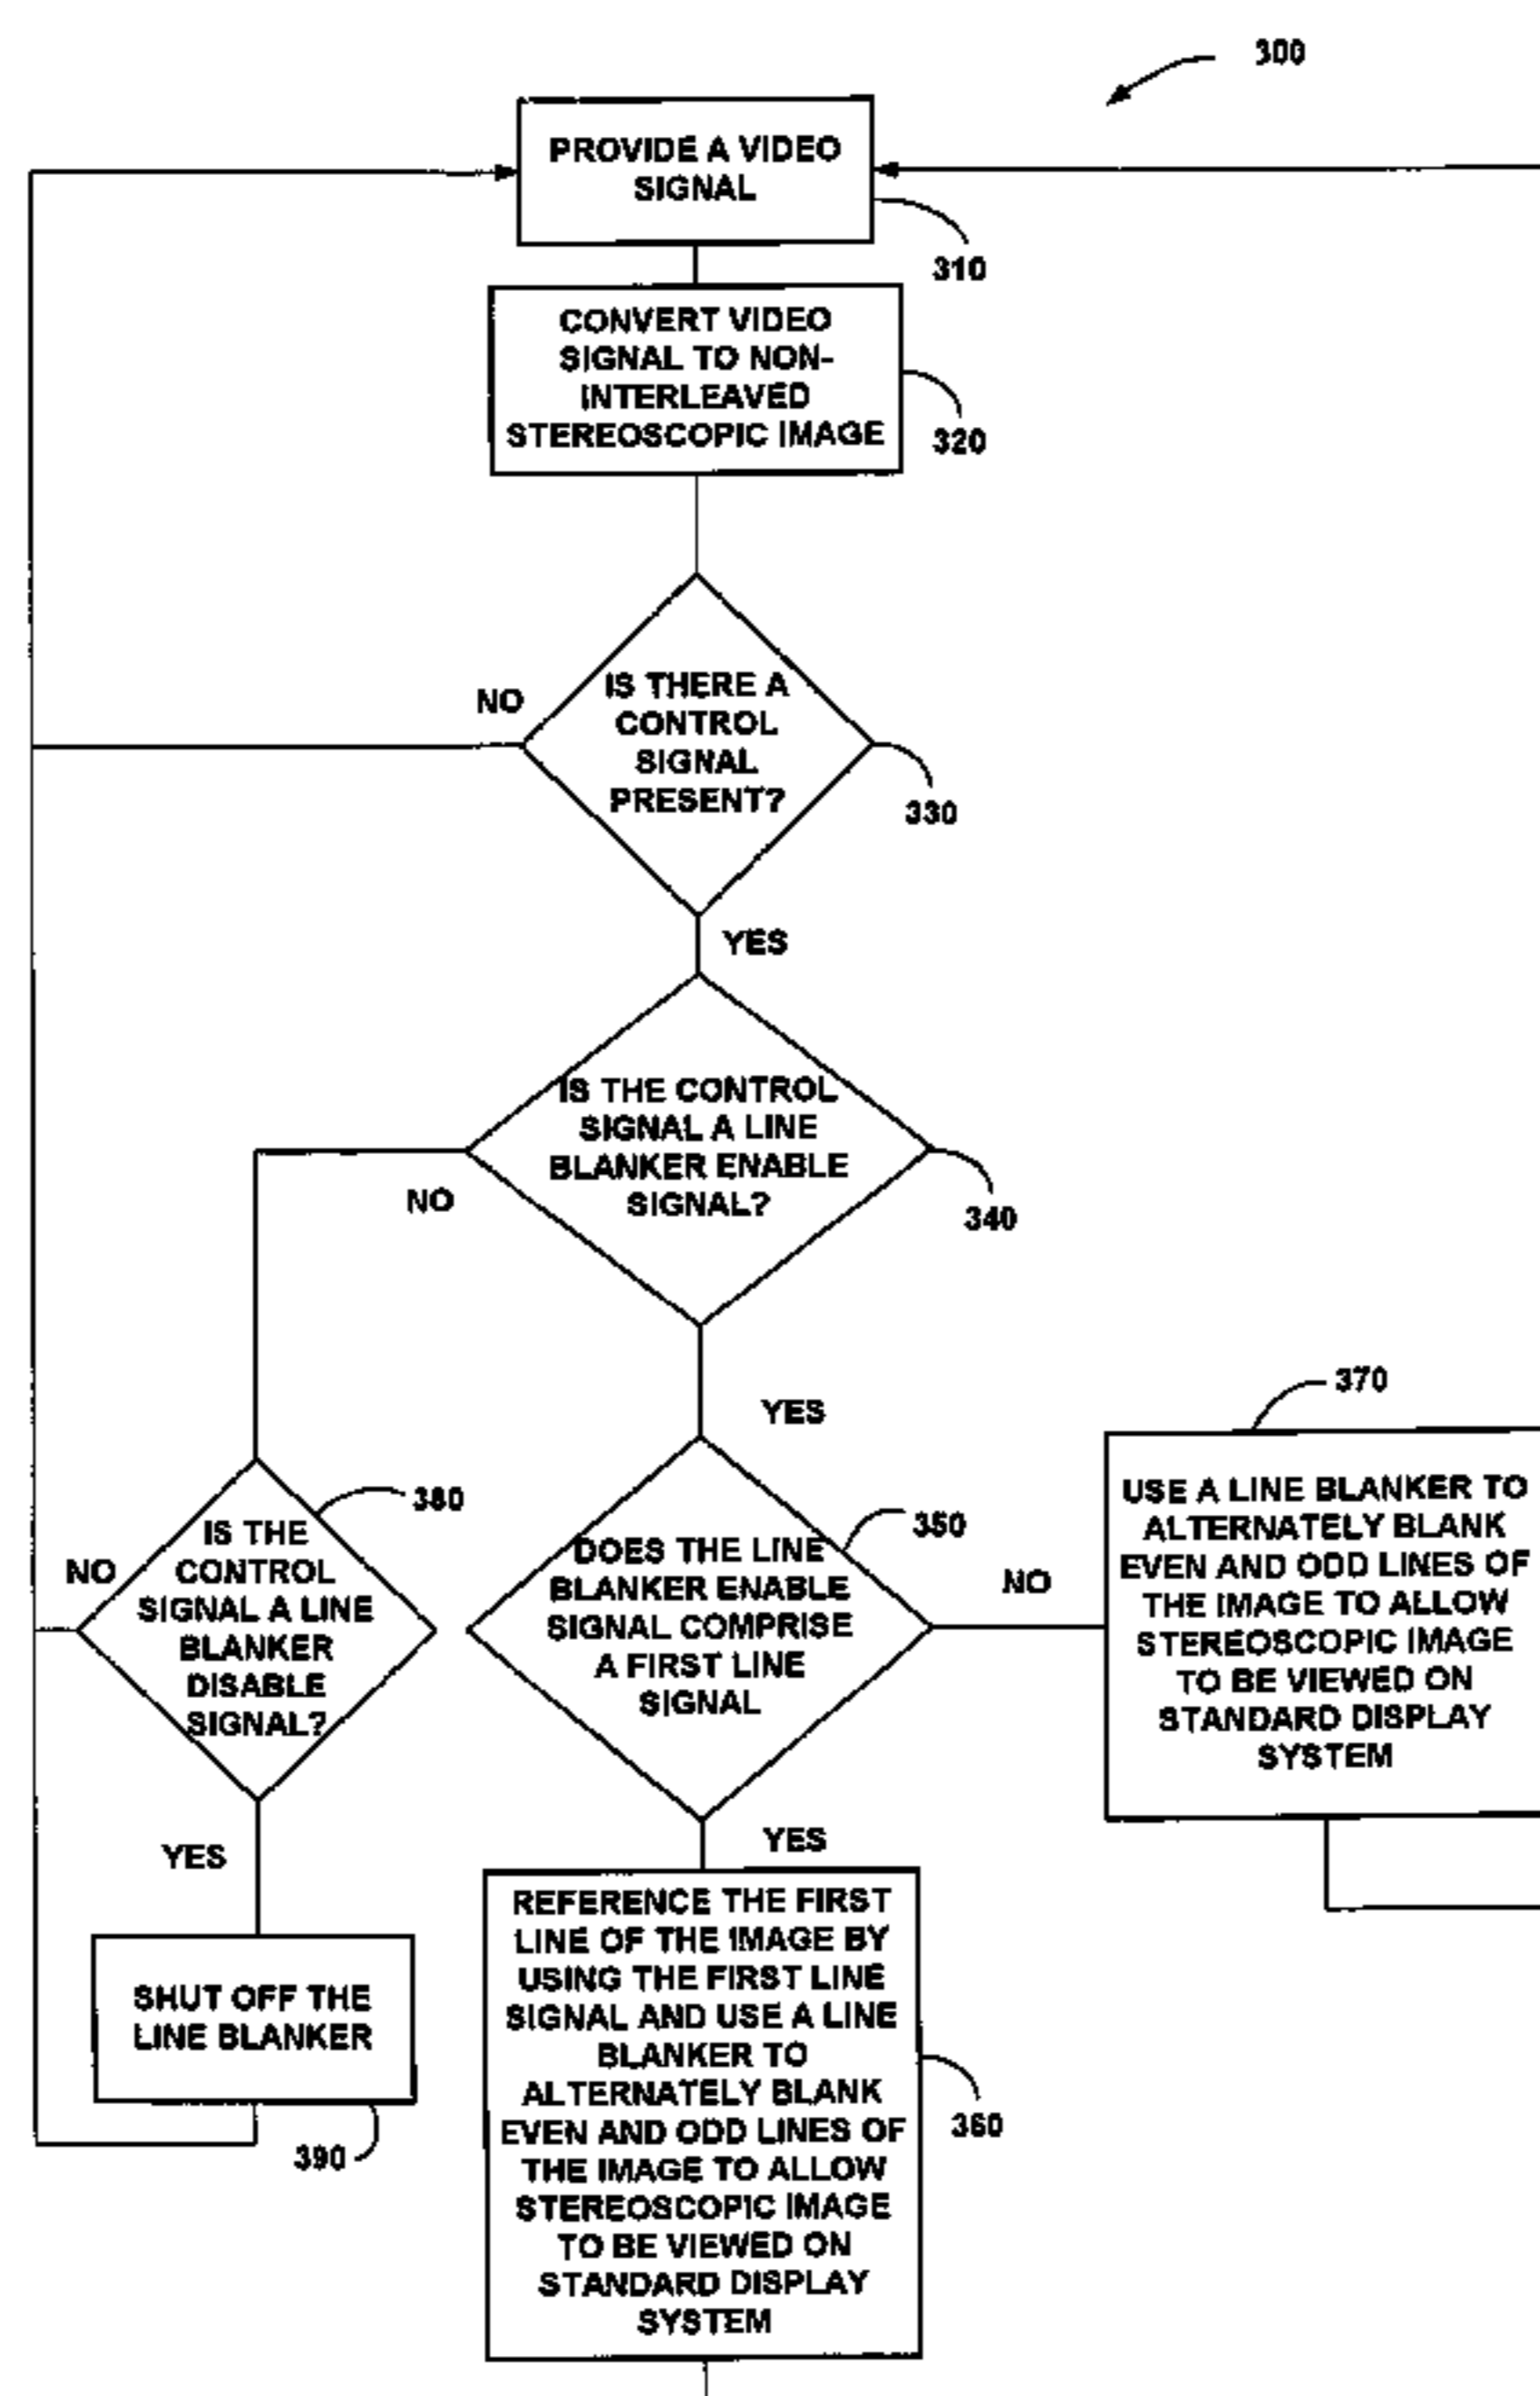 300
PROVIDE A VIDEO
SIGNAL
310
CONVERT VIDEO
SIGNAL TO NON-
INTERLEAVED
STEREOSCOPIC IMAGE
320
NO
IS THERE A
CONTROL
SIGNAL
PRESENT?
330
YES
IS THE CONTROL
SIGNAL A LINE
BLANKER ENABLE
SIGNAL?
NO
340
YES
370
380
IS THE
CONTROL
SIGNAL A LINE
BLANKER
DISABLE
SIGNAL?
NO
350
DOES THE LINE
BLANKER ENABLE
SIGNAL COMPRISE
A FIRST LINE
SIGNAL
NO
USE A LINE BLANKER TO
ALTERNATELY BLANK
EVEN AND ODD LINES OF
THE IMAGE TO ALLOW
STEREOSCOPIC IMAGE
TO BE VIEWED ON
STANDARD DISPLAY
SYSTEM
YES
YES
SHUT OFF THE
LINE BLANKER
390
REFERENCE THE FIRST
LINE OF THE IMAGE BY
USING THE FIRST LINE
SIGNAL AND USE A LINE
BLANKER TO
ALTERNATELY BLANK
EVEN AND ODD LINES OF
THE IMAGE TO ALLOW
STEREOSCOPIC IMAGE
TO BE VIEWED ON
STANDARD DISPLAY
SYSTEM
360